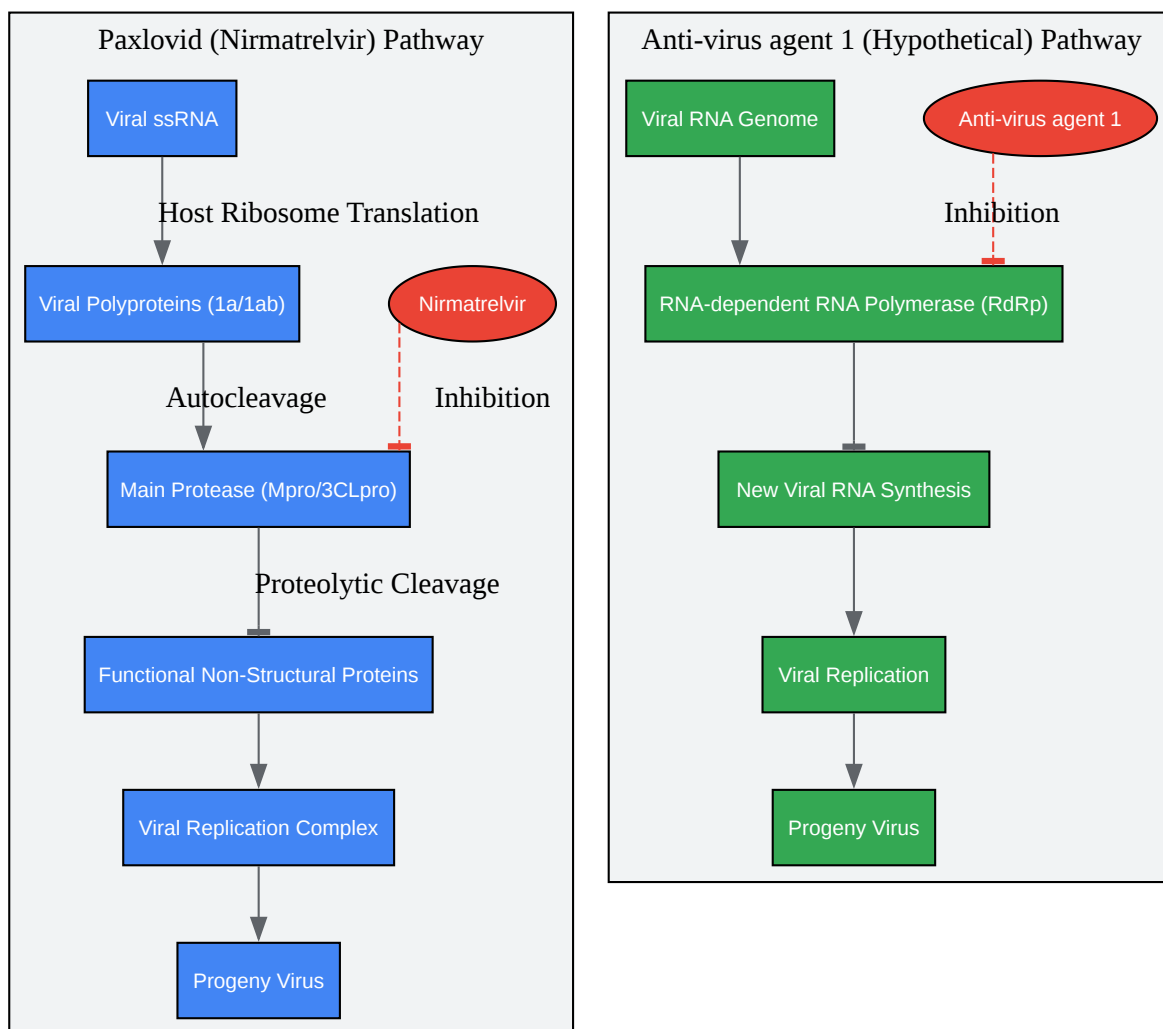 Paxlovid (Nirmatrelvir) Pathway
Viral ssRNA
Host Ribosome Translation
Viral Polyproteins (1a/1ab)
Nirmatrelvir
Autocleavage
Inhibition
Main Protease (Mpro/3CLpro)
Proteolytic Cleavage
Functional Non-Structural Proteins
Viral Replication Complex
Progeny Virus
Anti-virus agent 1 (Hypothetical) Pathway
Viral RNA Genome
Anti-virus agent 1
Inhibition
RNA-dependent RNA Polymerase (RdRp)
New Viral RNA Synthesis
Viral Replication
Progeny Virus